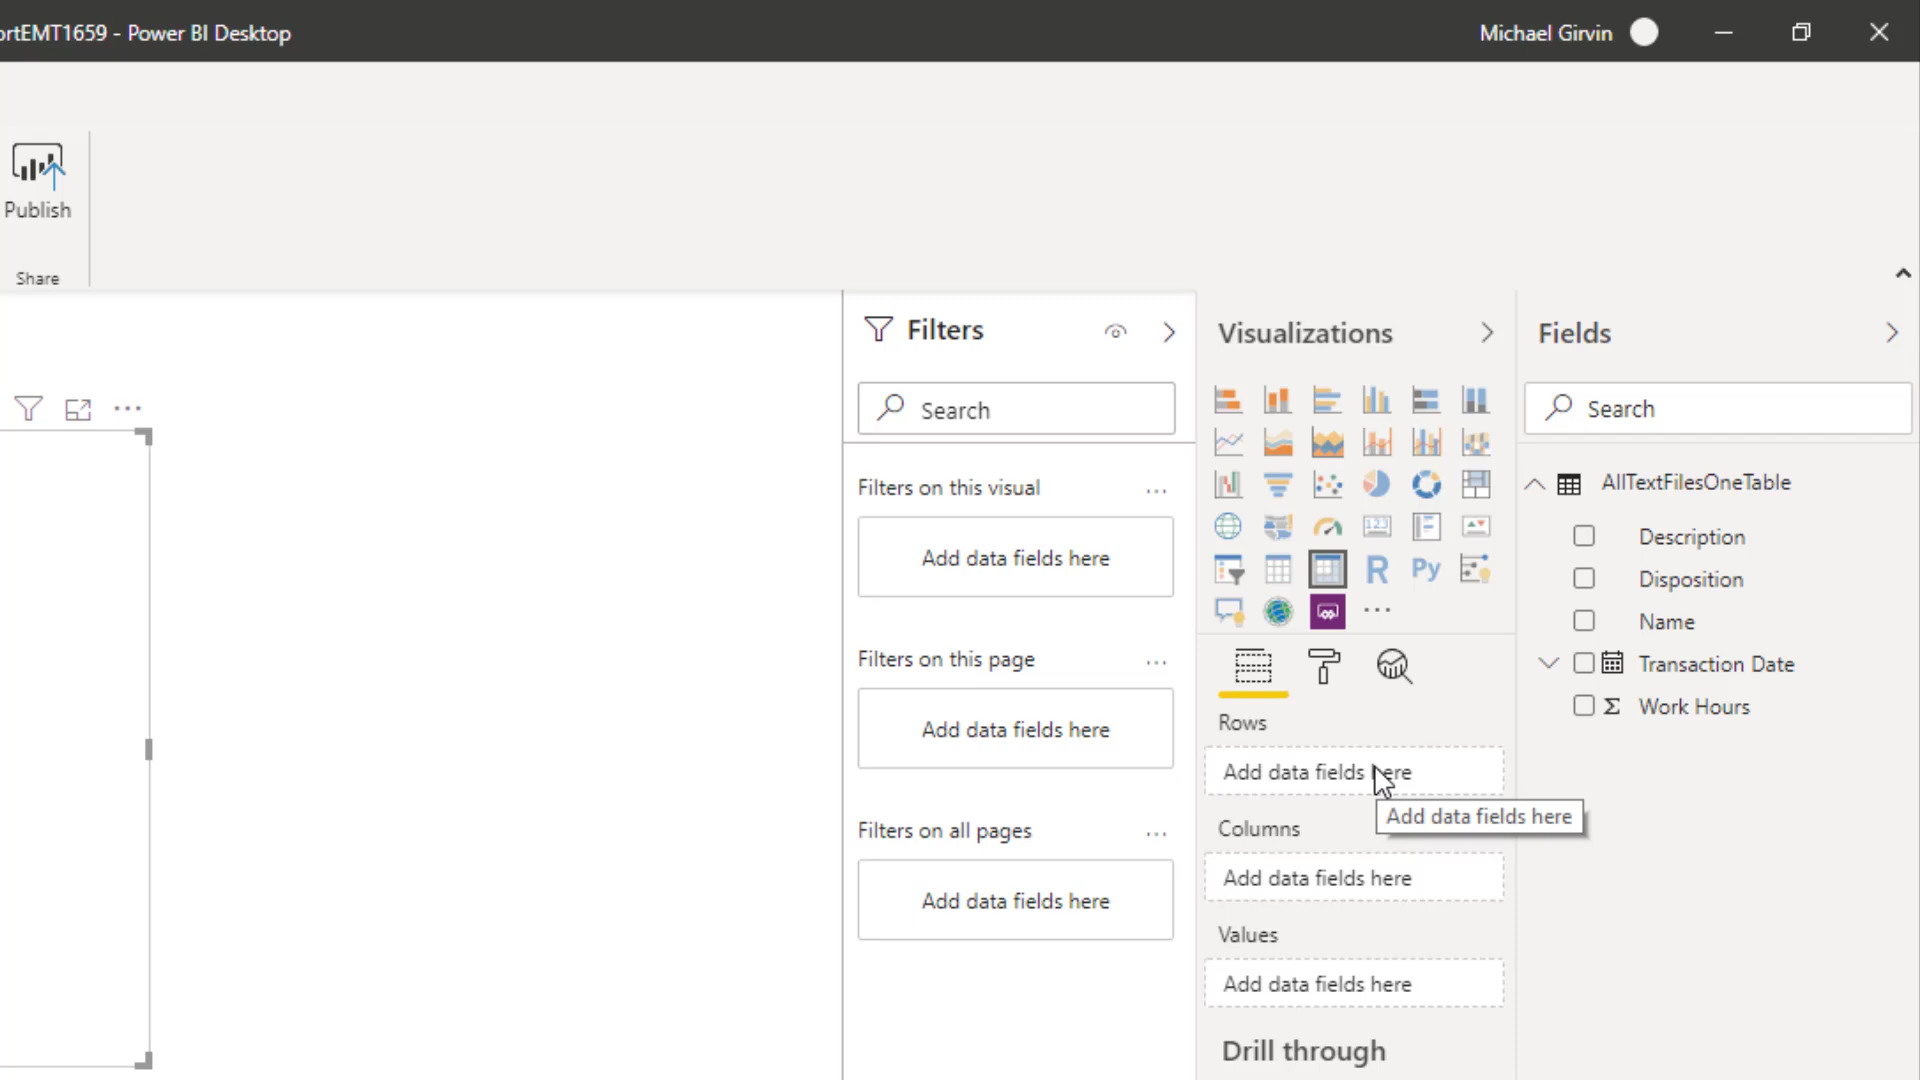 ortEMT1659 - Power BI Desktop
Michael Girvin
Publish
Share
Filters
Search
Filters on this visual
Add data fields here
Filters on this page
Add data fields here
Filters on all pages
Add data fields here
Visualizations
123
R
Py
Rows
Add data fields here
Add data fields here
Columns
Add data fields here
Values
Add data fields here
Drill through
Fields
Search
AllTextFilesOneTable
Description
Disposition
Name
Transaction Date
Σ Work Hours